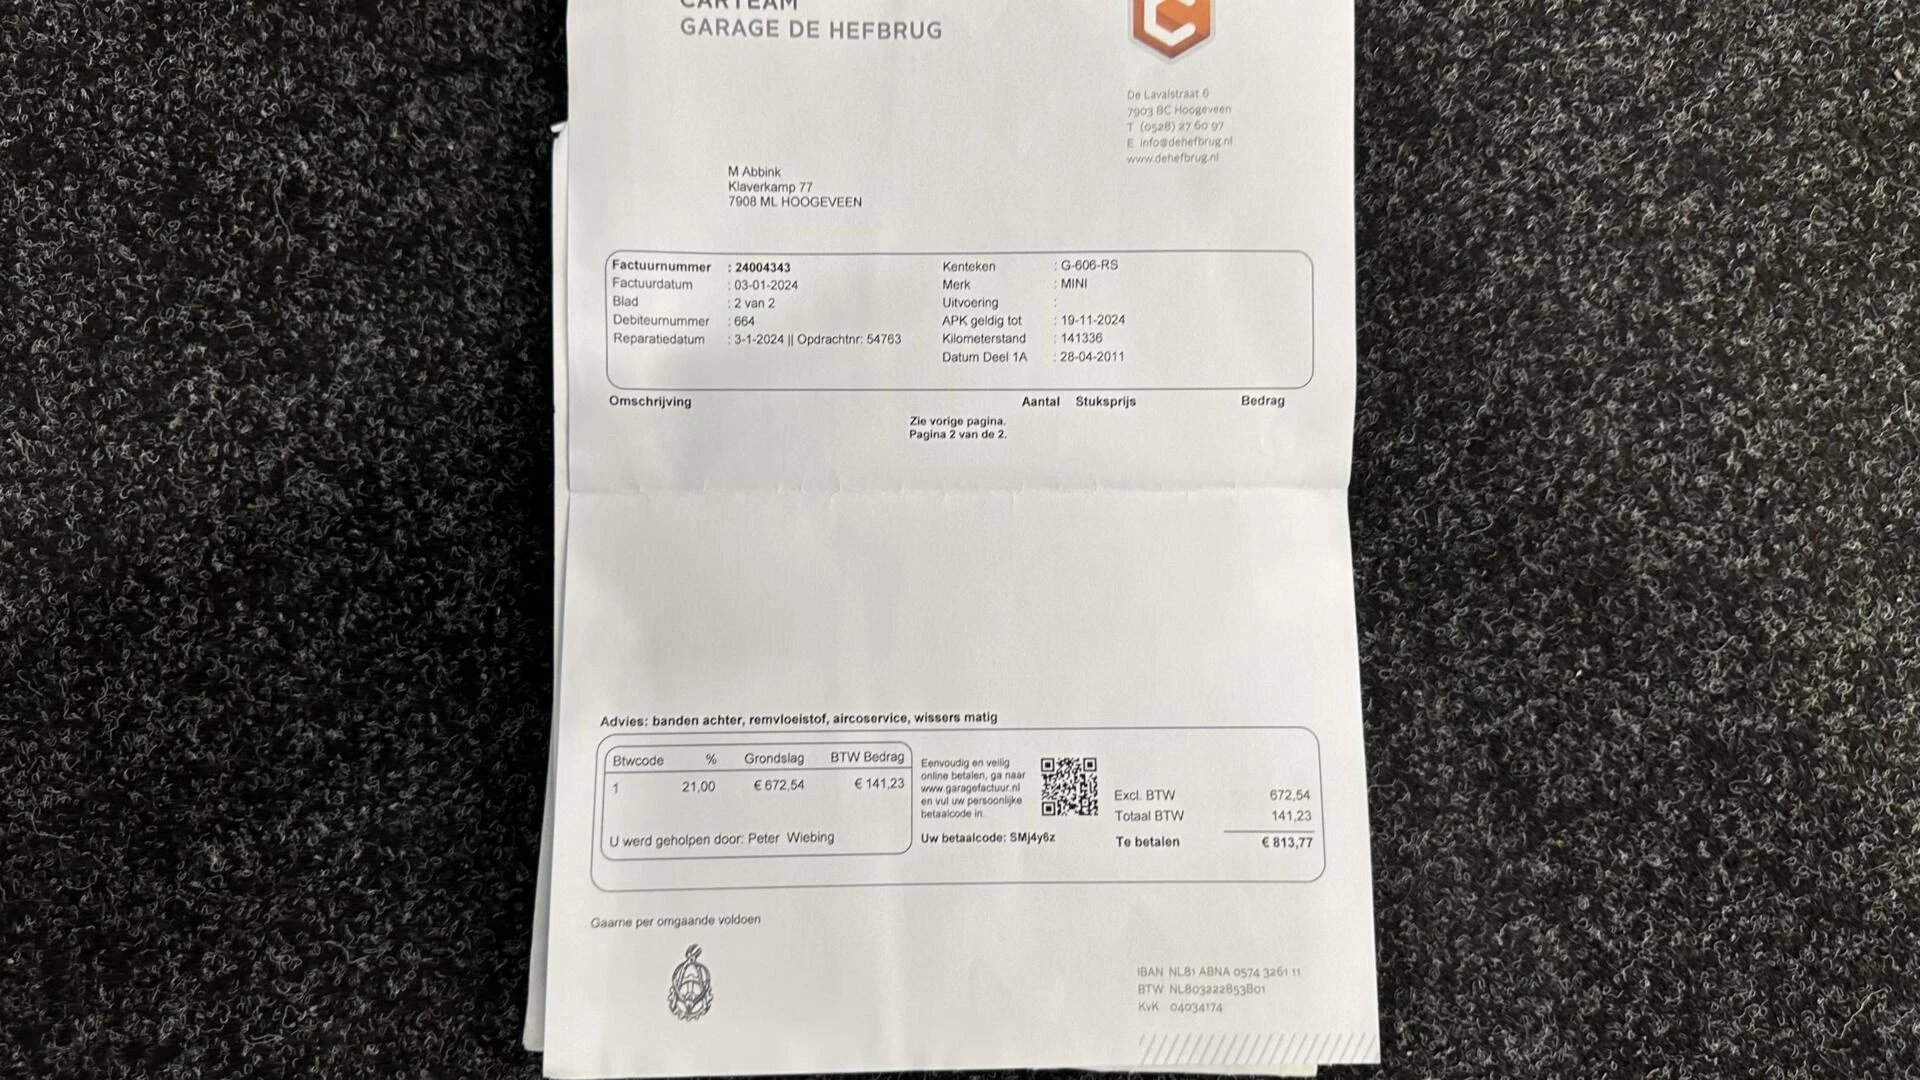 CARTEAM
GARAGE DE HEFBRUG
De Lavalstraat 6
7903 BC Hoogeveen
T (0528) 27 60 97
E info@dehefbrug.nl
www.dehefbrug.nl
M Abbink
Klaverkamp 77
7908 ML HOOGEVEEN
Factuurnummer : 24004343 Kenteken : G-606-RS
Factuurdatum : 03-01-2024 Merk : MINI
Blad : 2 van 2 Uitvoering :
Debiteurnummer : 664 APK geldig tot : 19-11-2024
Reparatiedatum : 3-1-2024 || Opdrachtnr: 54763 Kilometerstand : 141336
Datum Deel 1A : 28-04-2011
Omschrijving Aantal Stuksprijs Bedrag
Zie vorige pagina.
Pagina 2 van de 2.
Advies: banden achter, remvloeistof, aircoservice, wissers matig
Btwcode % Grondslag BTW Bedrag
1 21,00 € 672,54 € 141,23
U werd geholpen door: Peter Wiebing
Eenvoudig en veilig
online betalen, ga naar
www.garagefactuur.nl
en vul uw persoonlijke
betaalcode in.
Uw betaalcode: SMj4y6z
Excl. BTW 672,54
Totaal BTW 141,23
Te betalen € 813,77
Gaarne per omgaande voldoen
IBAN NL81 ABNA 0574 3261 11
BTW NL803222853B01
KvK 04034174